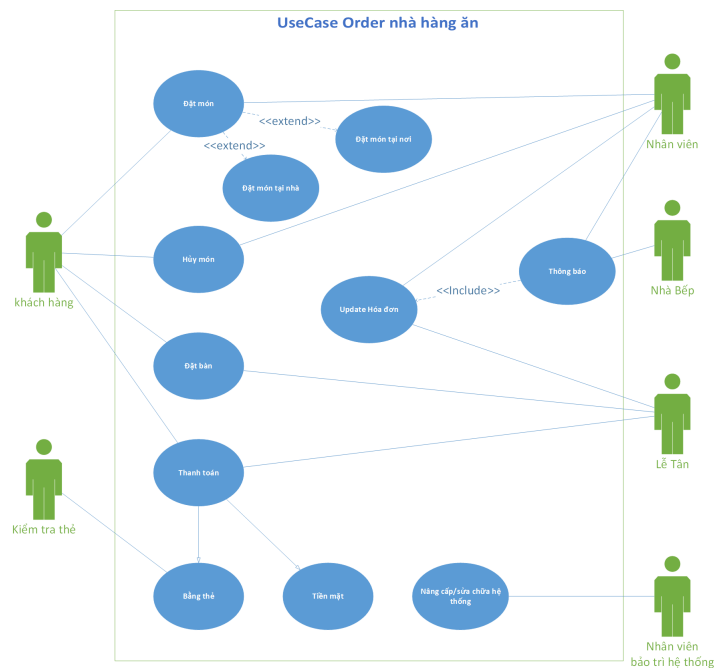 UseCase Order nhà hàng ăn
Đặt món
<<extend>>
Đặt món tại nơi
<<extend>>
Đặt món tại nhà
Nhân viên
khách hàng
Hủy món
Thông báo
Nhà Bếp
<<Include>>
Update Hóa đơn
Đặt bàn
Lễ Tân
Thanh toán
Kiểm tra thẻ
Bằng thẻ
Tiền mặt
Nâng cấp/sửa chữa hệ
thống
Nhân viên
bảo trì hệ thống